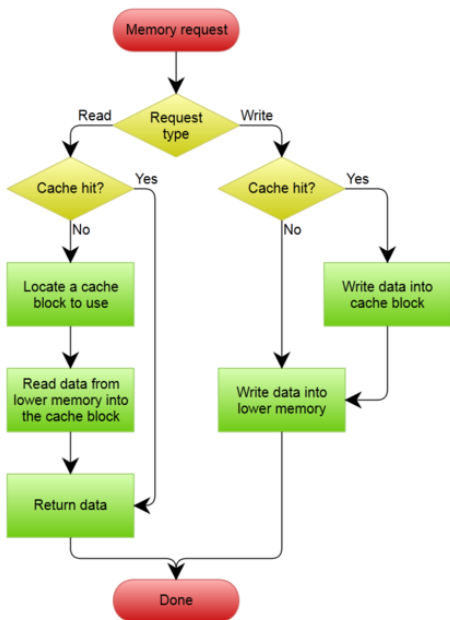 Memory request
Read
Request
type
Write
Cache hit?
Yes
Cache hit?
Yes
No
No
Locate a cache
block to use
Write data into
cache block
Read data from
lower memory into
the cache block
Write data into
lower memory
Return data
Done